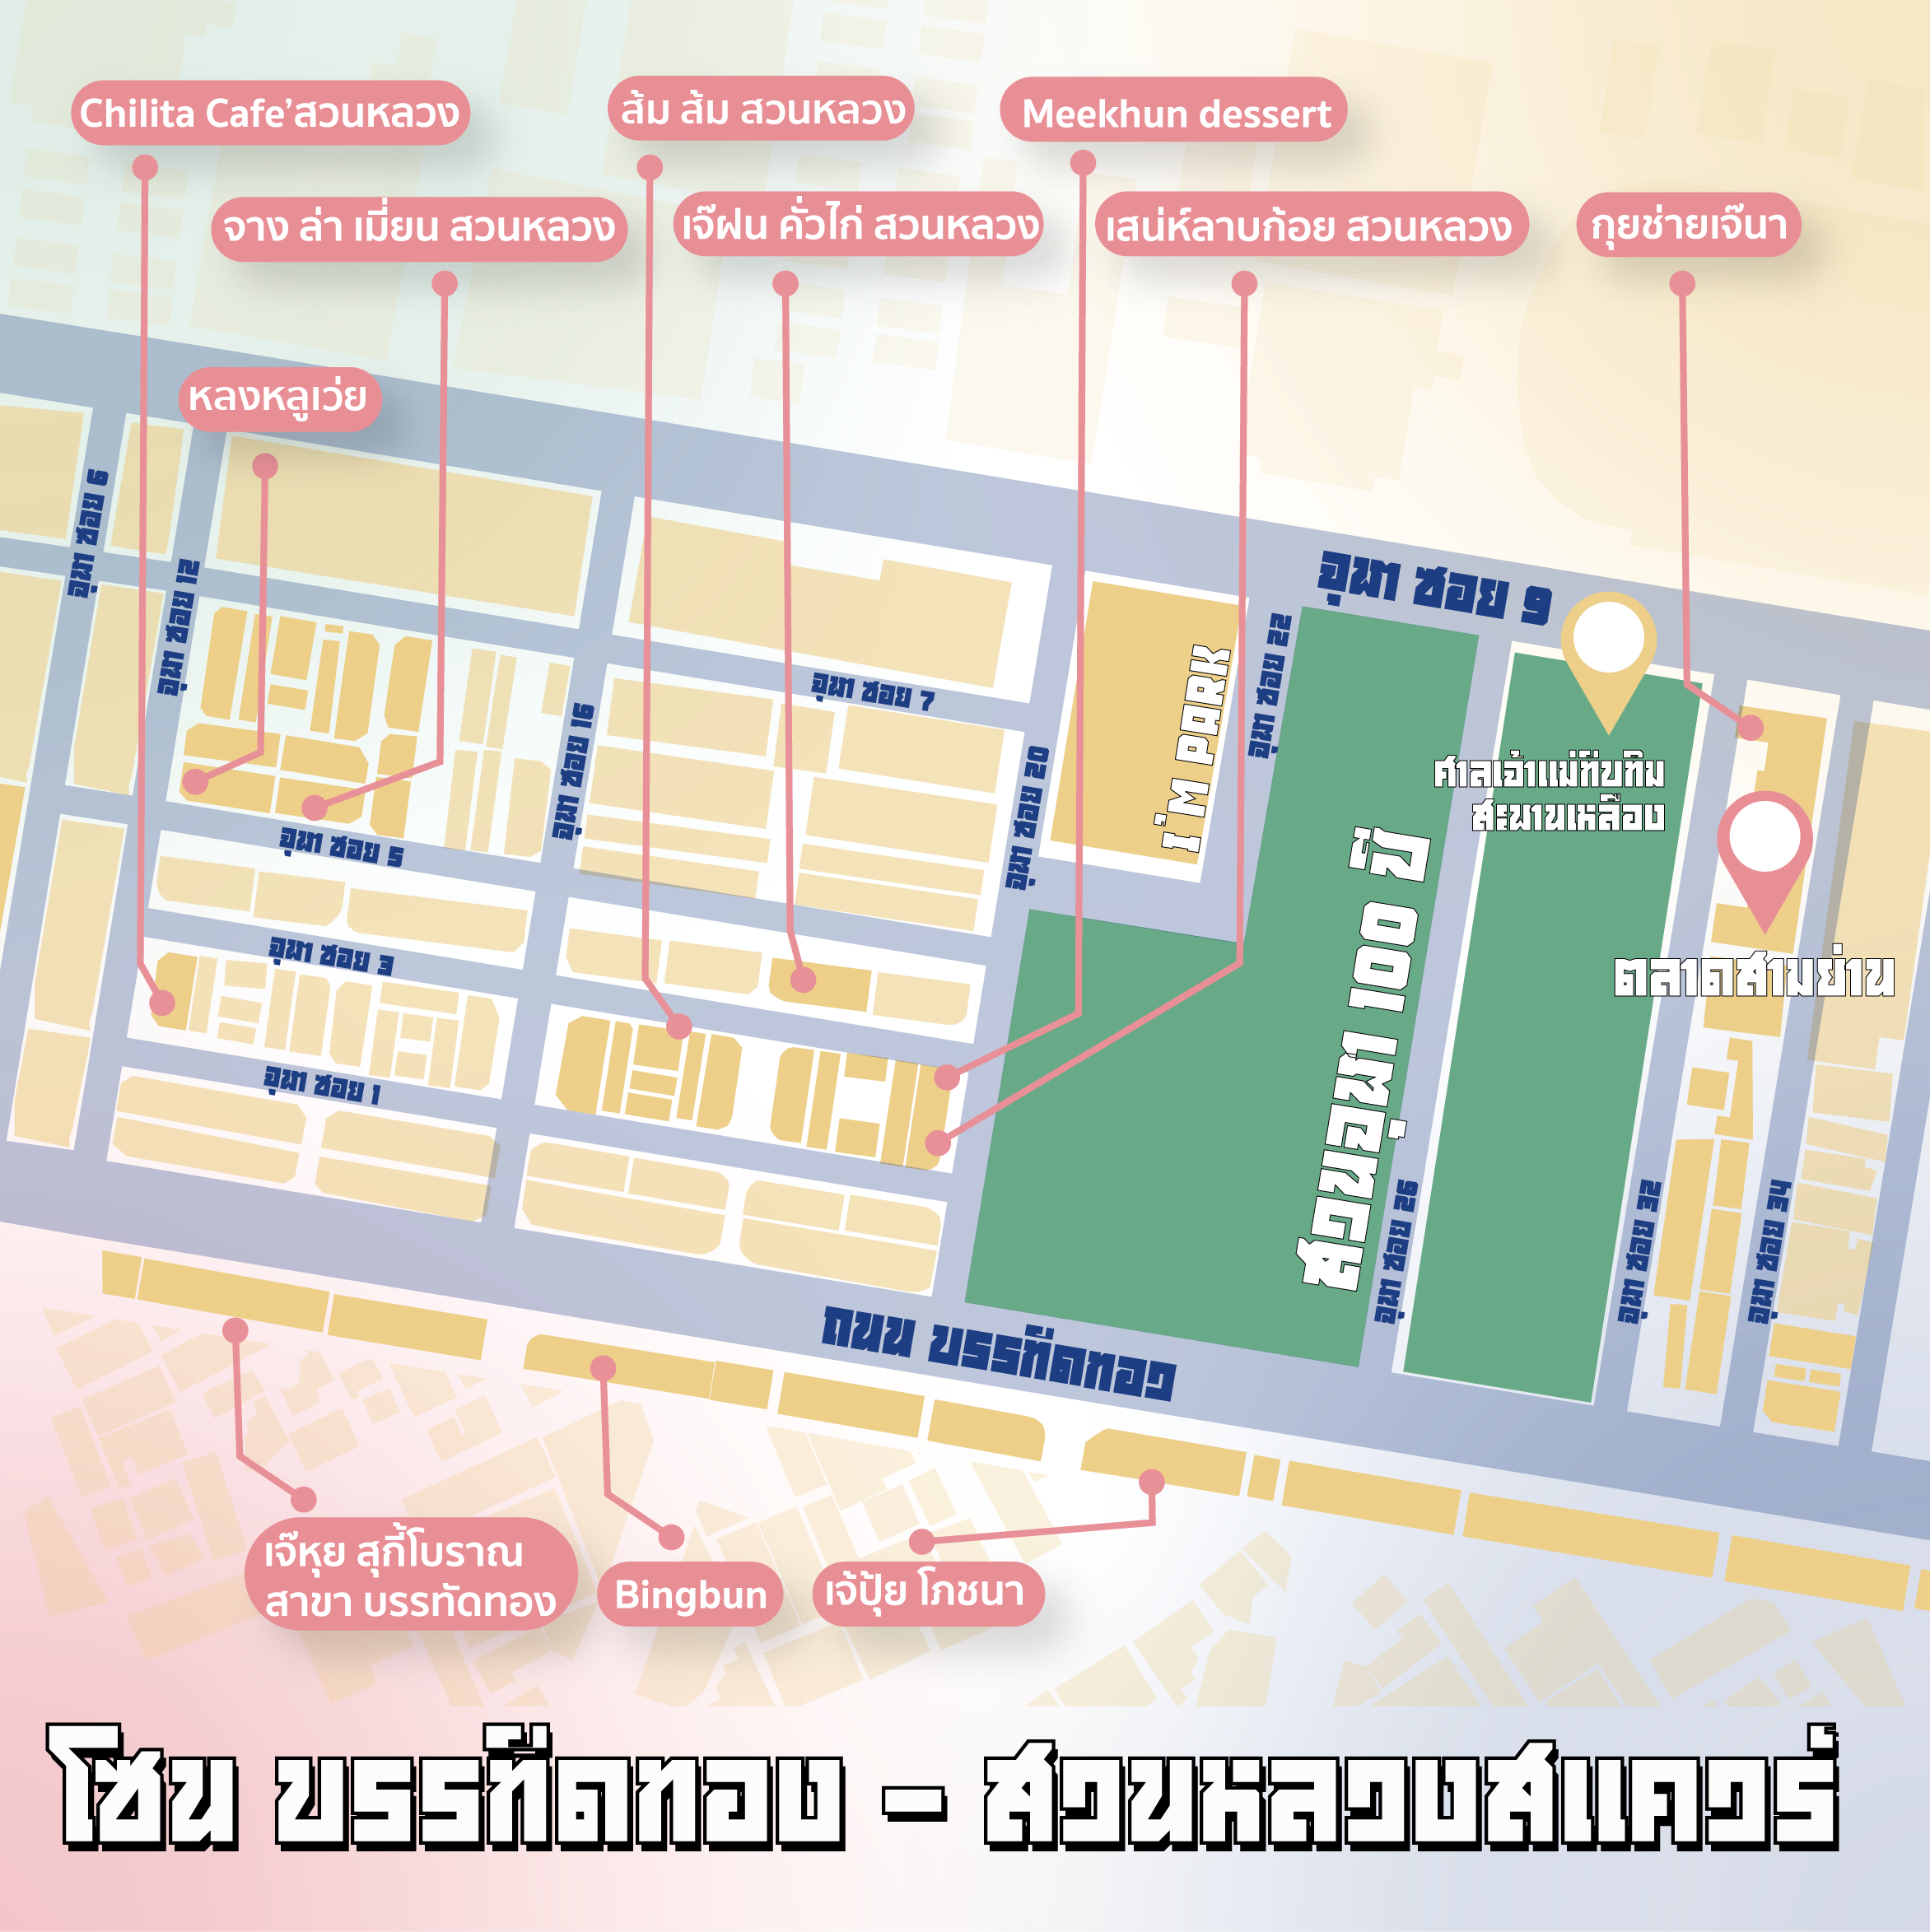 Chilita Cafe’สวนหลวง
ส้ม ส้ม สวนหลวง
Meekhun dessert
จาง ล่า เมี่ยน สวนหลวง
เจ๊ฝน คั่วไก่ สวนหลวง
เสน่ห์ลาบก้อย สวนหลวง
กุยช่ายเจ๊นา
หลงหลูเว่ย
จุฬา ซอย 6
จุฬา ซอย 12
จุฬา ซอย 9
จุฬา ซอย 22
I'M PARK
จุฬา ซอย 7
จุฬา ซอย 16
จุฬา ซอย 20
ศาลเจ้าแม่ทับทิม
สะพานเหลือง
จุฬา ซอย 5
อุทยานจุฬา 100 ปี
จุฬา ซอย 3
ตลาดสามย่าน
จุฬา ซอย 1
จุฬา ซอย 26
จุฬา ซอย 32
จุฬา ซอย 34
ถนน บรรทัดทอง
เจ๊หุย สุกี้โบราณ
สาขา บรรทัดทอง
Bingbun
เจ้ปุ้ย โภชนา
โซน บรรทัดทอง – สวนหลวงสแควร์